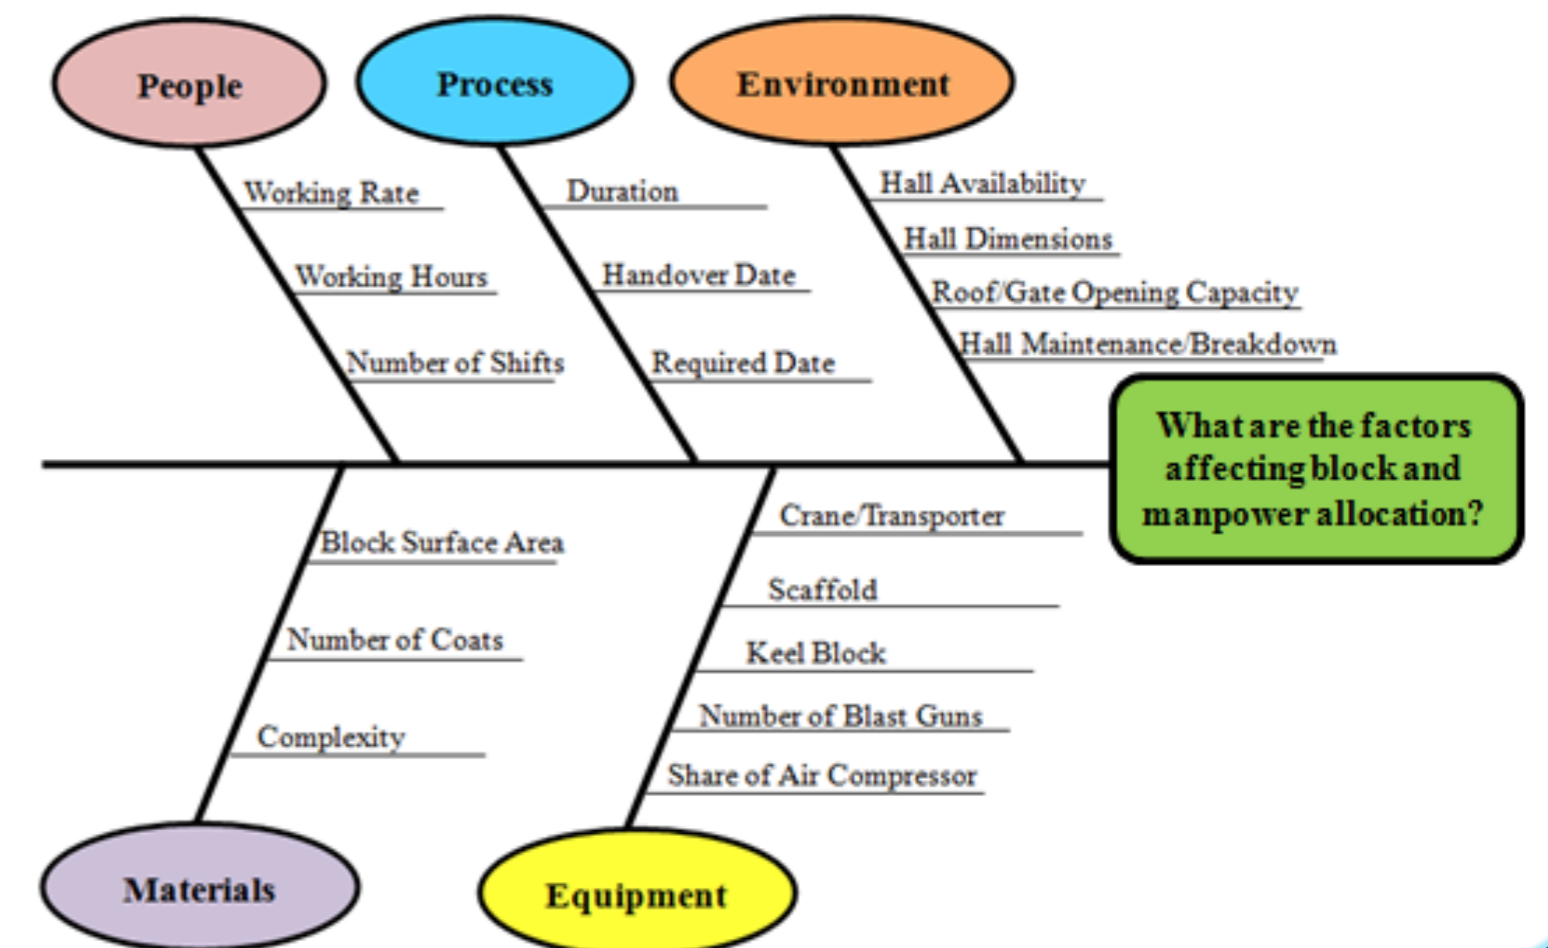 People
Process
Environment
Working Rate
Working Hours
Number of Shifts
Duration
Handover Date
Required Date
Hall Availability
Hall Dimensions
Roof/Gate Opening Capacity
Hall Maintenance/Breakdown
What are the factors
affecting block and
manpower allocation?
Block Surface Area
Number of Coats
Complexity
Crane/Transporter
Scaffold
Keel Block
Number of Blast Guns
Share of Air Compressor
Materials
Equipment